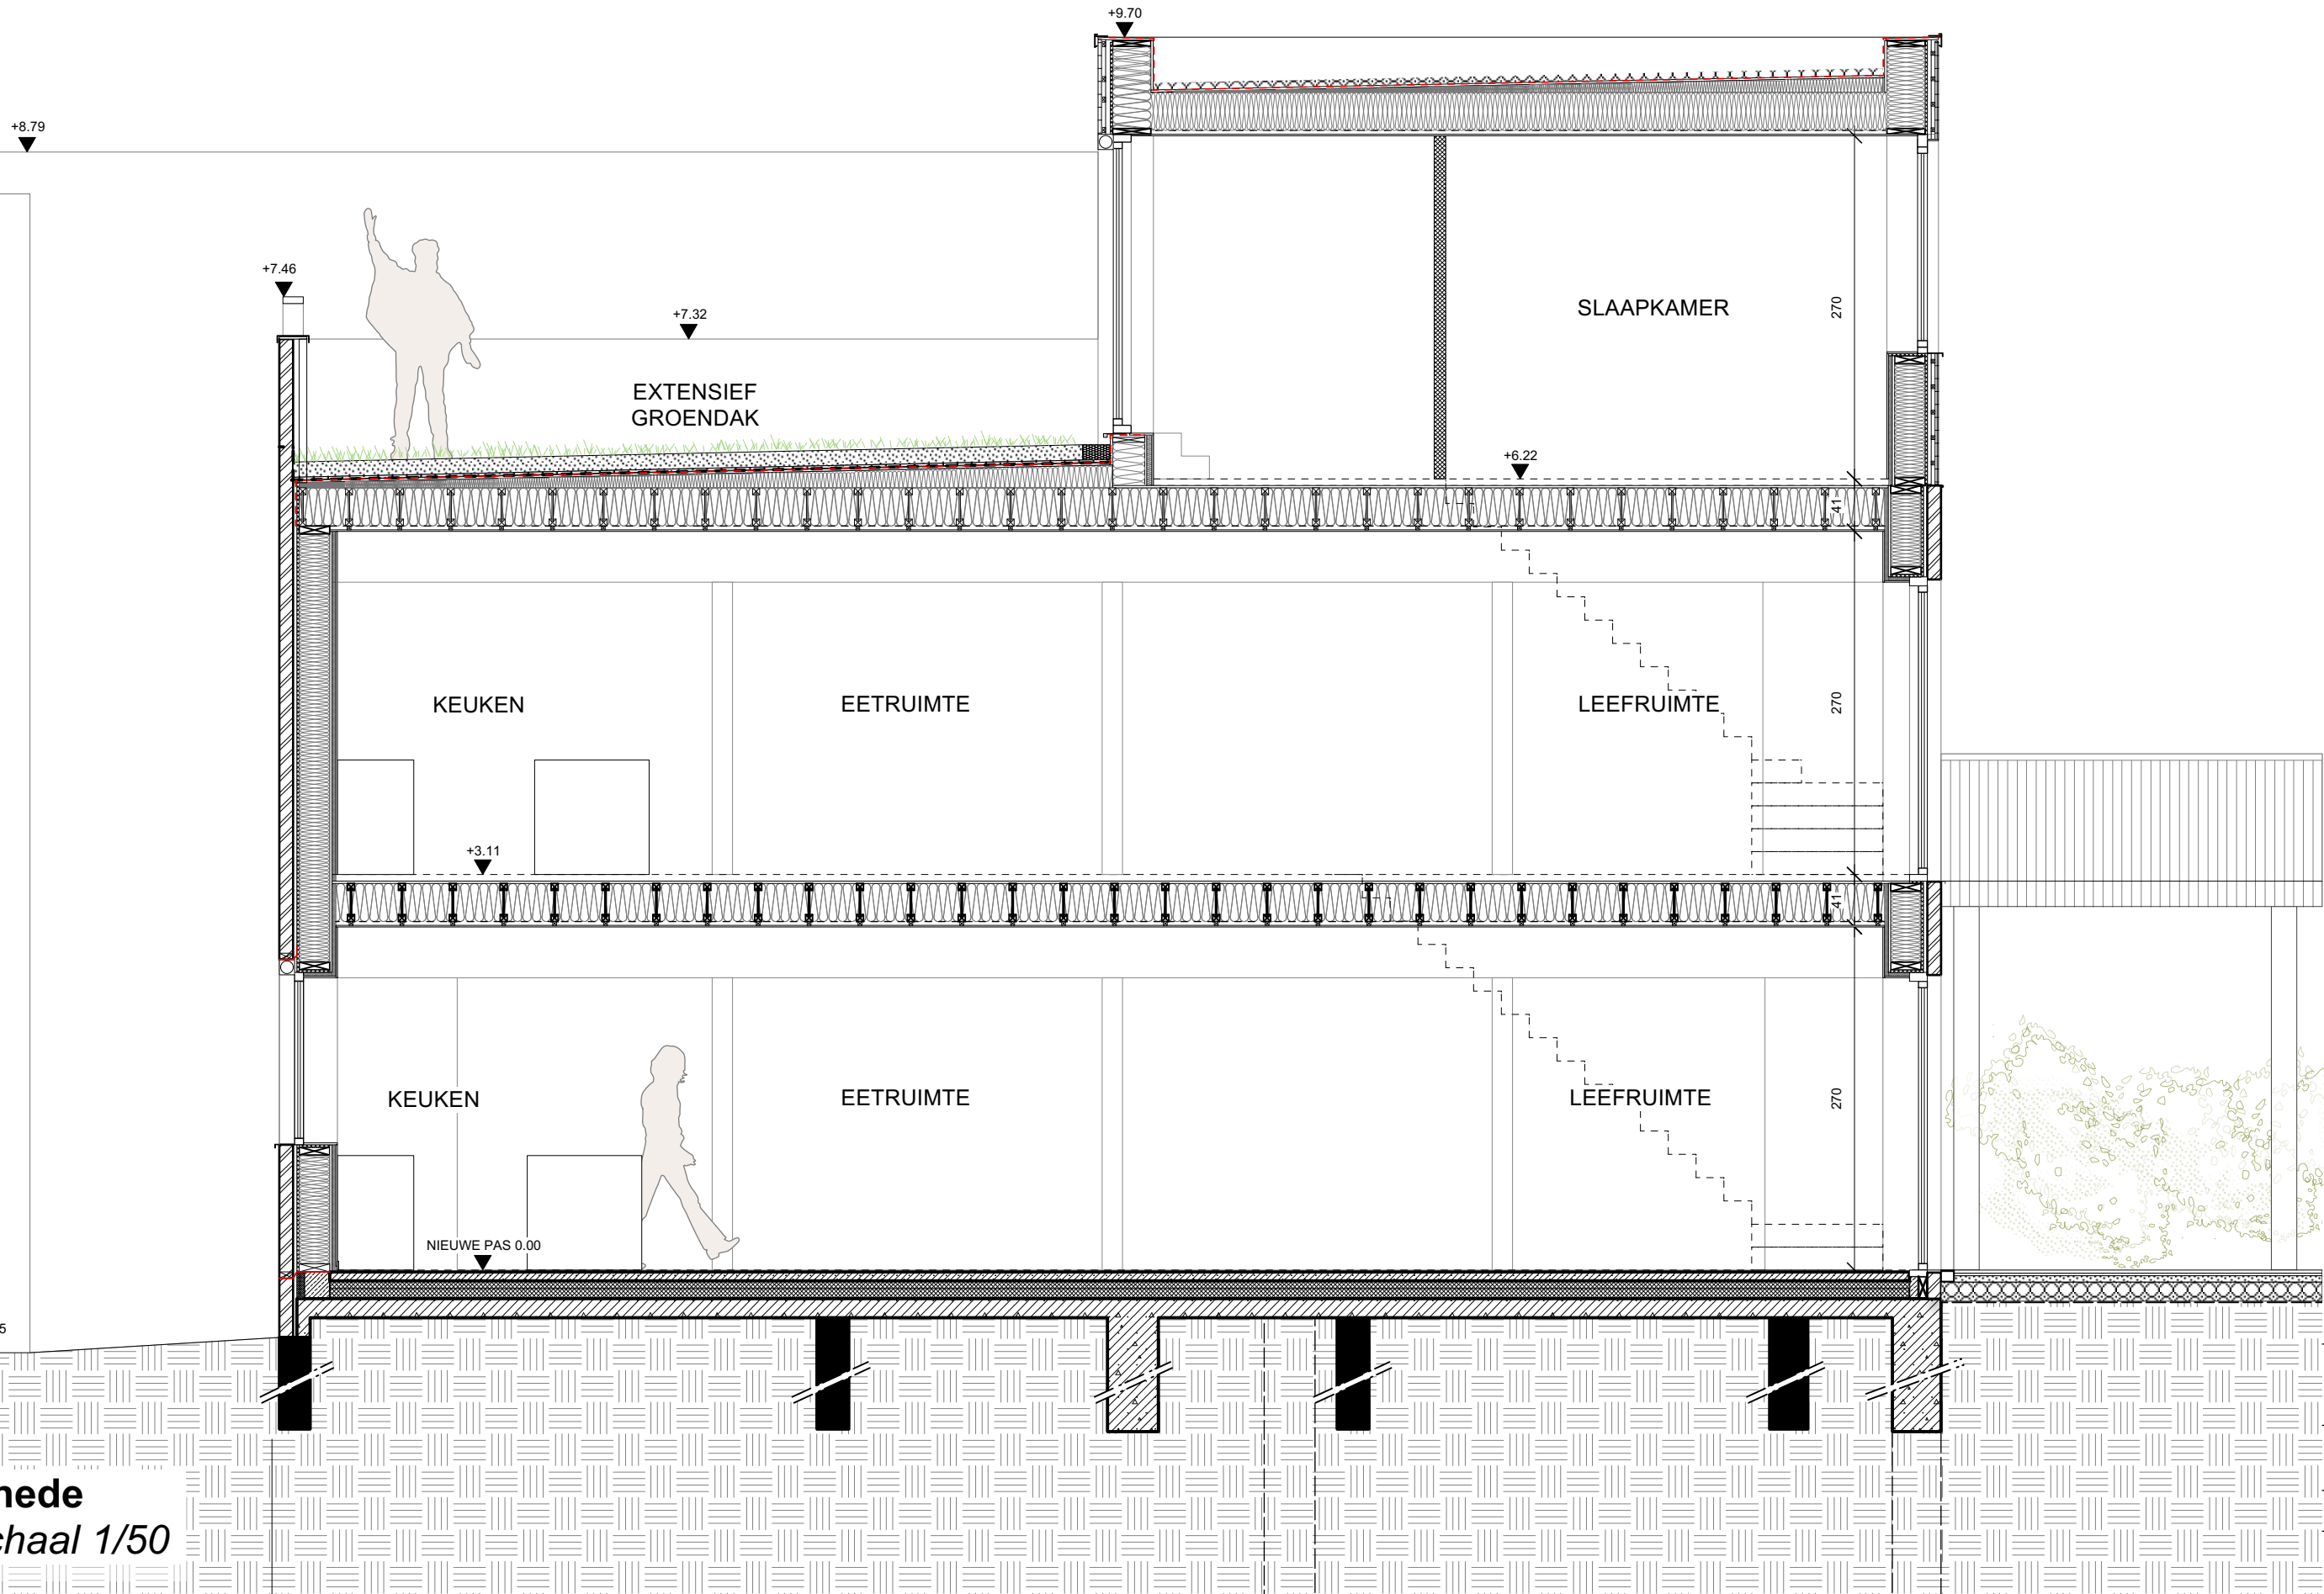 +9.70
+8.79
+7.46
+7.32
SLAAPKAMER
270
EXTENSIEF
GROENDAK
+6.22
41
KEUKEN
EETRUIMTE
LEEFRUIMTE
270
+3.11
41
KEUKEN
EETRUIMTE
LEEFRUIMTE
270
NIEUWE PAS 0.00
5
nede
chaal 1/50